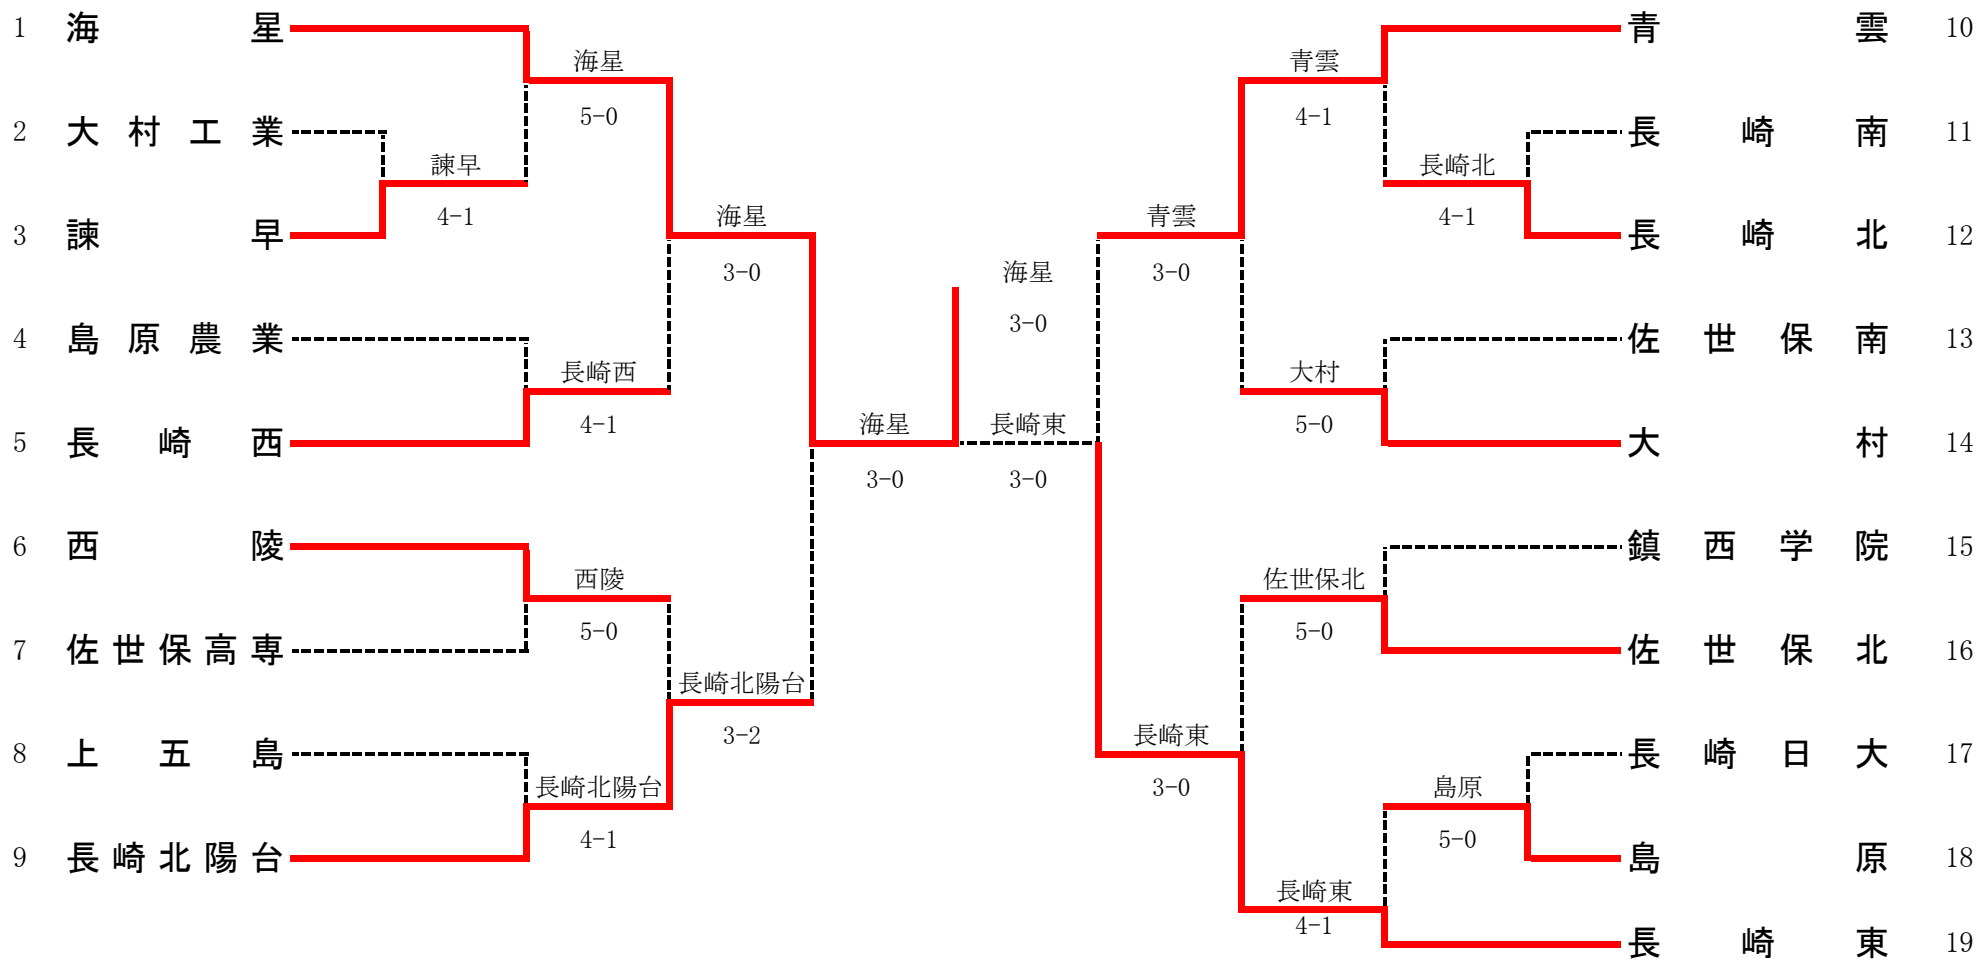 1 海星
海星
5-0
2 大村工業
諫早
4-1
3 諫早
海星
3-0
4 島原農業
長崎西
4-1
5 長崎西
海星
3-0
6 西陵
西陵
5-0
7 佐世保高専
長崎北陽台
3-2
8 上五島
長崎北陽台
4-1
9 長崎北陽台
海星
3-0
長崎東
3-0
青雲 10
青雲
4-1
長崎南 11
長崎北
4-1
長崎北 12
青雲
3-0
佐世保南 13
大村
5-0
大村 14
鎮西学院 15
佐世保北
5-0
佐世保北 16
長崎東
3-0
長崎日大 17
島原
5-0
島原 18
長崎東
4-1
長崎東 19